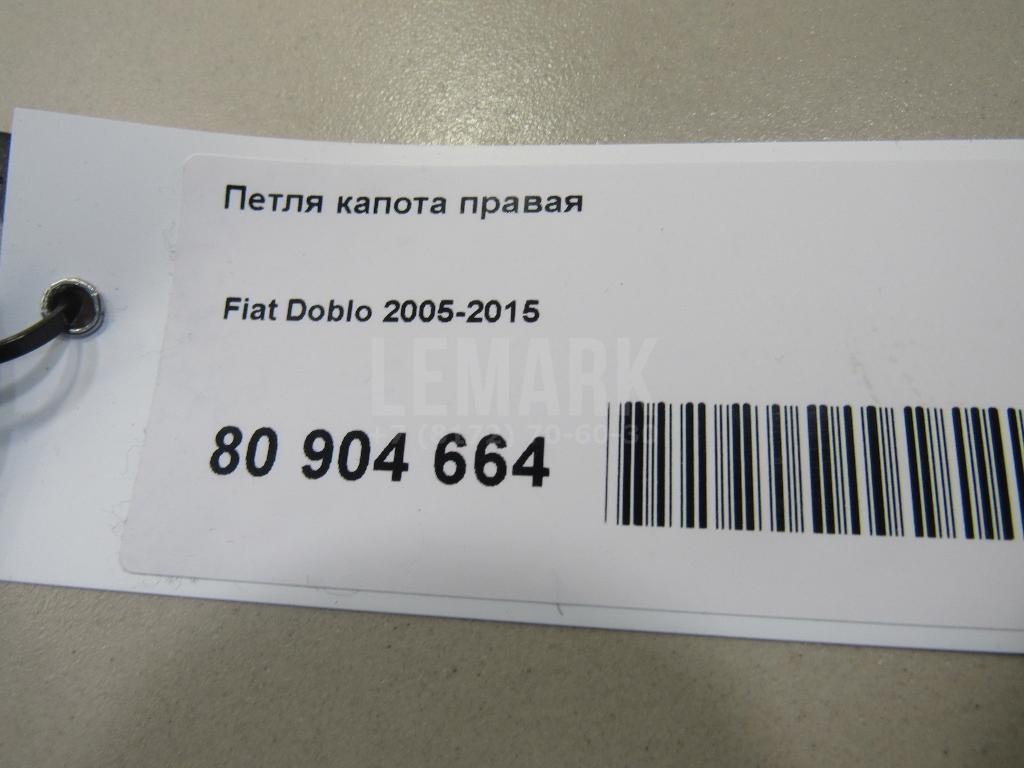 Петля капота правая
Fiat Doblo 2005-2015
LEMARK
80 904 664